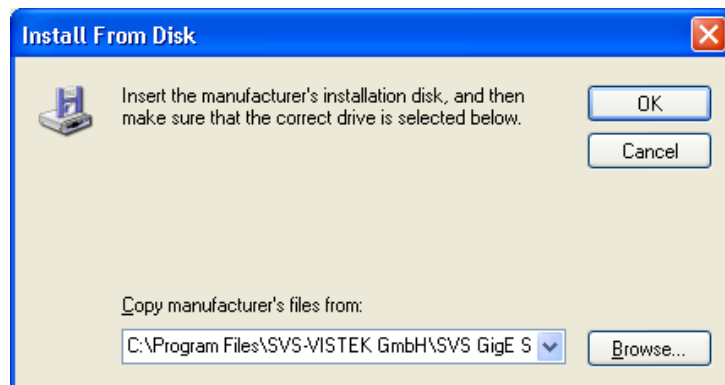 Install From Disk
Insert the manufacturer's installation disk, and then
make sure that the correct drive is selected below.
OK
Cancel
Copy manufacturer's files from:
C:\Program Files\SVS-VISTEK GmbH\SVS GigE S
Browse...